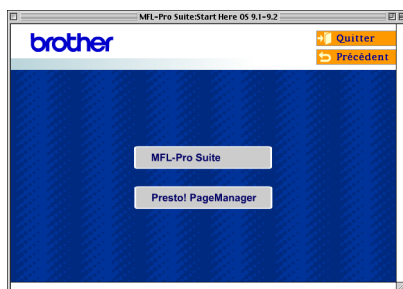 MFL-Pro Suite:Start Here OS 9.1-9.2
brother
Quitter
Précédent
MFL-Pro Suite
Presto! PageManager